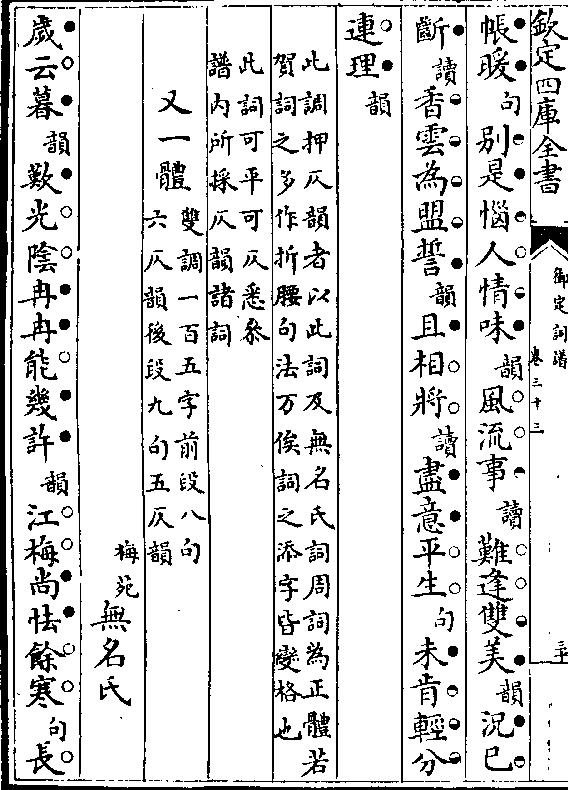 欽定四庫全書
御定詞譜
卷三十三
帳暖句別是惱人情味韻風流事讀難逢雙美韻況已
斷讀香雲為盟誓韻且相將讀盡意平生句未肯輕分
連理韻
此調押仄韻者以此詞及無名氏詞周詞為正體若
賀詞之多作折腰句法万俟詞之添字皆變格也
此詞可平可仄悉參
譜内所採仄韻諸詞
又一體
雙調一百五字前段八句
六仄韻後段九句五仄韻
梅苑無名氏
歲云暮韻歎光陰冉冉能幾許韻江梅尚怯餘寒句長